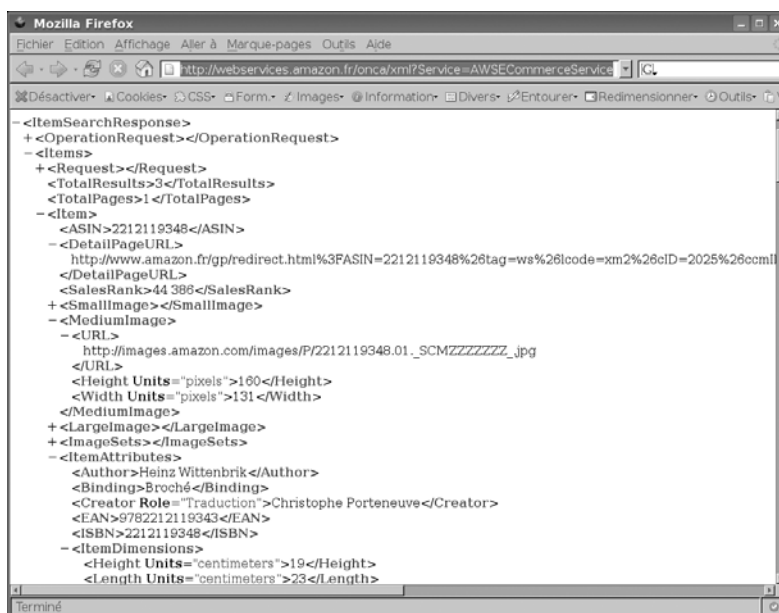 Mozilla Firefox
Fichier Edition Affichage Aller à Marque-pages Outils Aide
http://webservices.amazon.fr/onca/xml?Service=AWSECommerceService
G.
Désactiver Cookies CSS Form. Images Information Divers Entourer Redimensionner Outils
− <ItemSearchResponse>
+ <OperationRequest></OperationRequest>
− <Items>
+ <Request></Request>
<TotalResults>3</TotalResults>
<TotalPages>1</TotalPages>
− <Item>
<ASIN>2212119348</ASIN>
− <DetailPageURL>
http://www.amazon.fr/gp/redirect.html%3FASIN=2212119348%26tag=ws%26lcode=xm2%26cID=2025%26ccmI
</DetailPageURL>
<SalesRank>44 386</SalesRank>
+ <SmallImage></SmallImage>
− <MediumImage>
− <URL>
http://images.amazon.com/images/P/2212119348.01._SCMZZZZZZZ_.jpg
</URL>
<Height Units="pixels">160</Height>
<Width Units="pixels">131</Width>
</MediumImage>
+ <LargeImage></LargeImage>
+ <ImageSets></ImageSets>
− <ItemAttributes>
<Author>Heinz Wittenbrik</Author>
<Binding>Broché</Binding>
<Creator Role="Traduction">Christophe Porteneuve</Creator>
<EAN>9782212119343</EAN>
<ISBN>2212119348</ISBN>
− <ItemDimensions>
<Height Units="centimeters">19</Height>
<Length Units="centimeters">23</Length>
Terminé